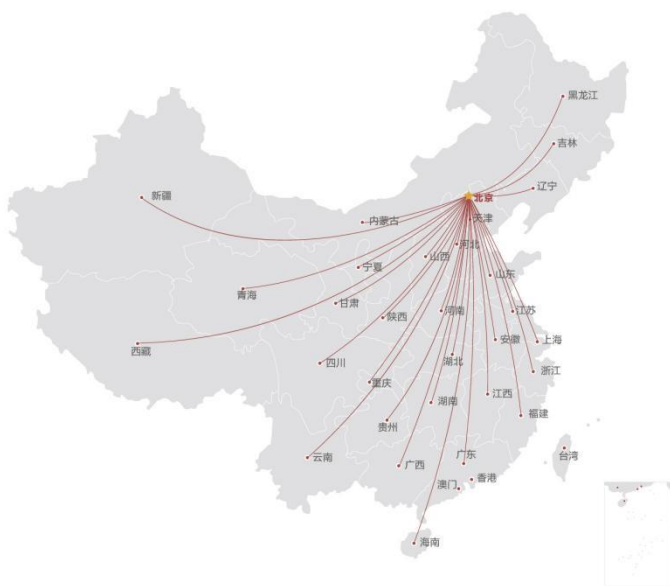 黑龙江
吉林
辽宁
新疆
北京
内蒙古
天津
河北
山西
宁夏
山东
青海
甘肃
陕西
河南
江苏
西藏
安徽
上海
四川
湖北
浙江
重庆
湖南
江西
贵州
福建
云南
广西
广东
台湾
澳门
香港
海南